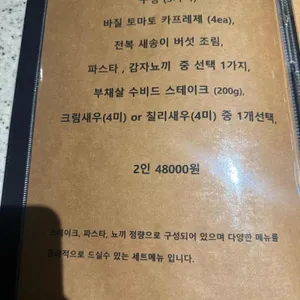 바질 토마토 카프레제 (4ea),
전복 새송이 버섯 조림,
파스타 , 감자뇨끼 중 선택 1가지,
부채살 수비드 스테이크 (200g),
크림새우(4미) or 칠리새우(4미) 중 1개선택,
2인 48000원
스테이크, 파스타, 뇨끼 정량으로 구성되어 있으며 다양한 메뉴를
드실수 있는 세트메뉴 입니다.